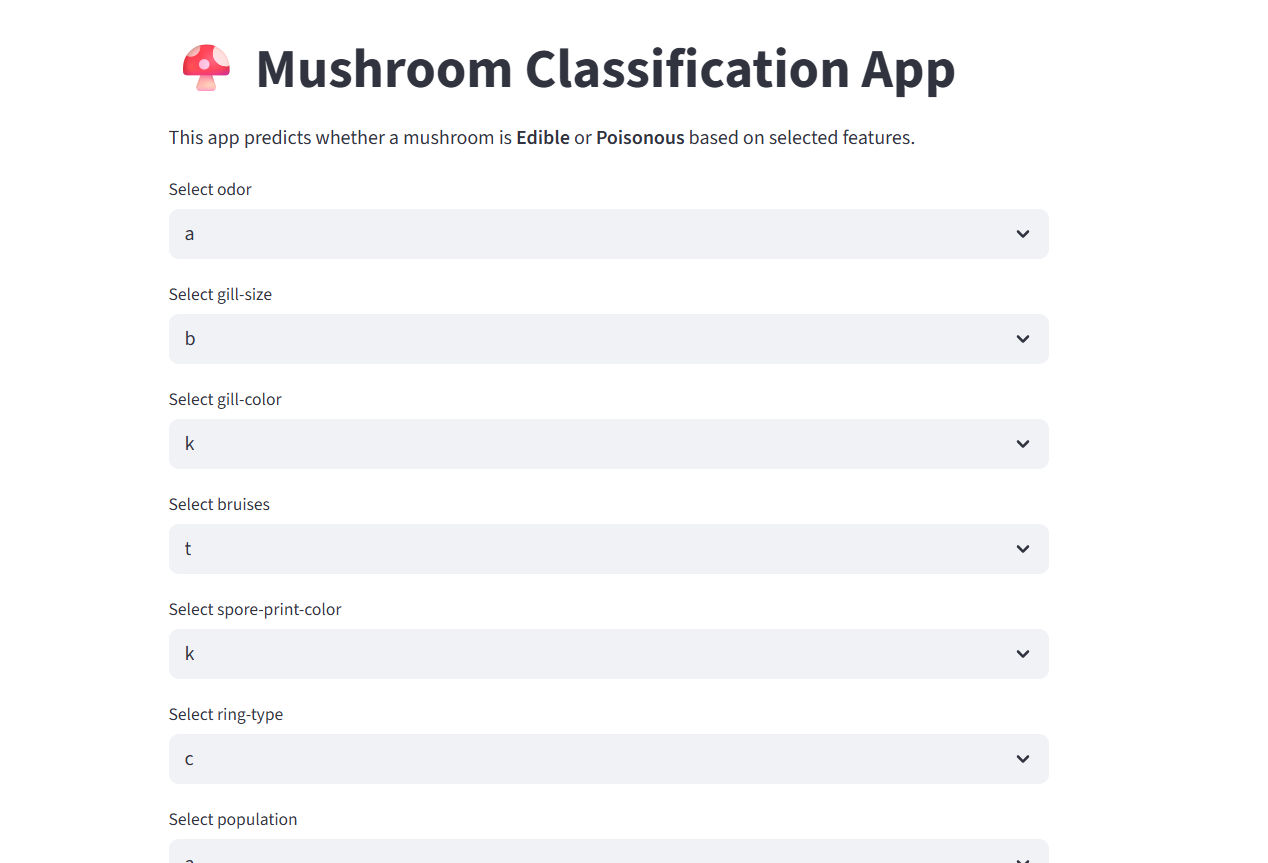 Mushroom Classification App
This app predicts whether a mushroom is Edible or Poisonous based on selected features.
Select odor
a
Select gill-size
b
Select gill-color
k
Select bruises
t
Select spore-print-color
k
Select ring-type
c
Select population